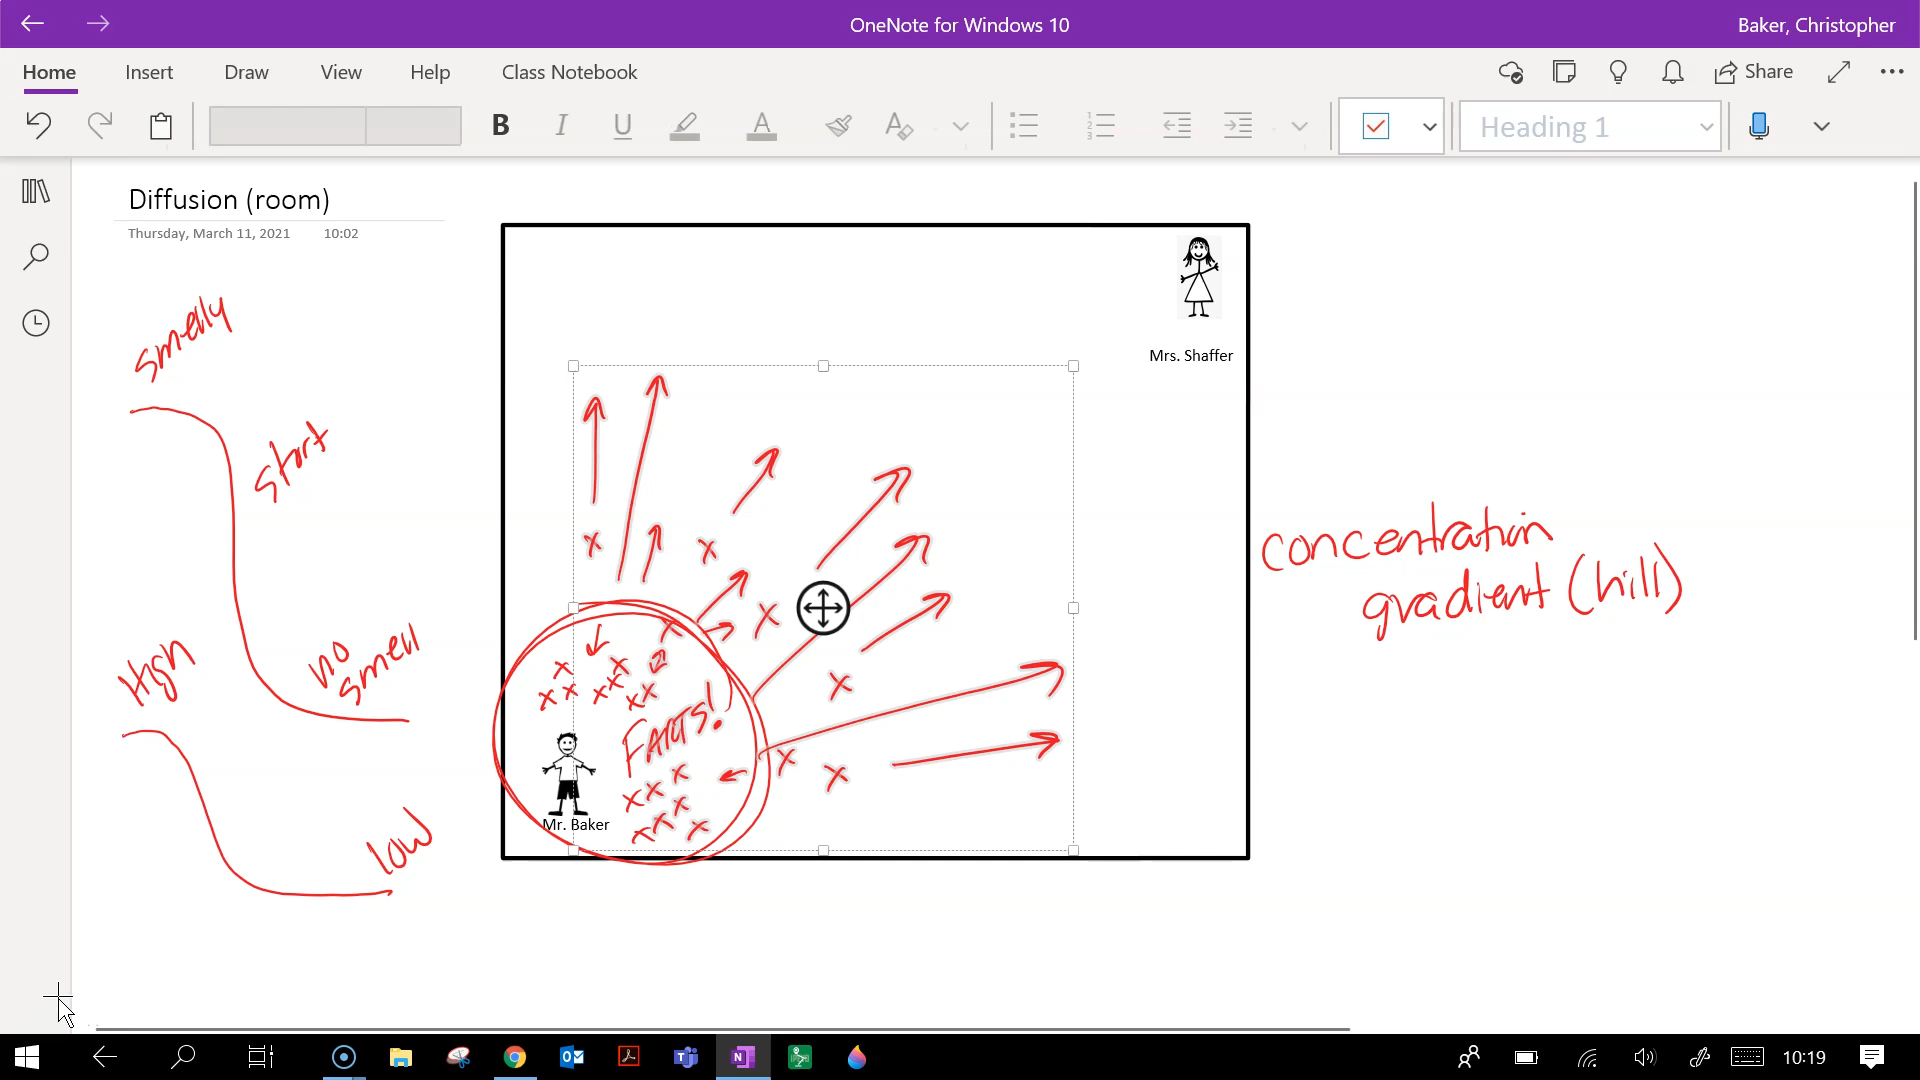 OneNote for Windows 10
Baker, Christopher
Home Insert Draw View Help Class Notebook
Share
B I U A A
Heading 1
Diffusion (room)
Thursday, March 11, 2021 10:02
smelly
start
no
smell
High
low
Mrs. Shaffer
FARTS!
Mr. Baker
concentration
gradient (hill)
10:19